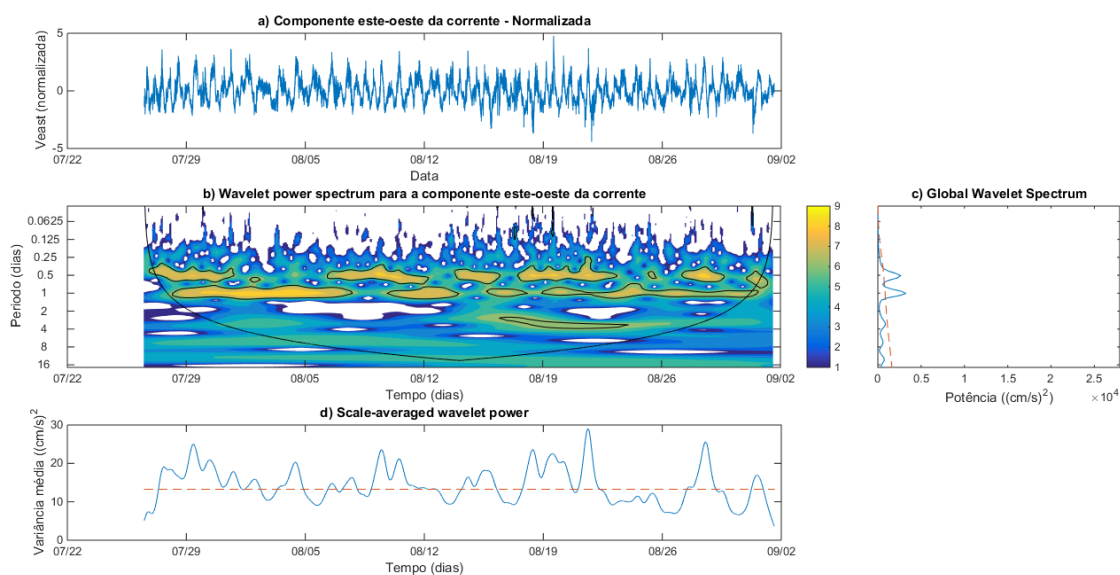 a) Componente este-oeste da corrente - Normalizada
Veast (normalizada)
5
0
-5
07/22 07/29 08/05 08/12 08/19 08/26 09/02
Data
b) Wavelet power spectrum para a componente este-oeste da corrente
Período (dias)
0.0625
0.125
0.25
0.5
1
2
4
8
16
07/22 07/29 08/05 08/12 08/19 08/26 09/02
Tempo (dias)
9
8
7
6
5
4
3
2
1
c) Global Wavelet Spectrum
0 0.5 1 1.5 2 2.5
Potência ((cm/s)²) ×10⁴
d) Scale-averaged wavelet power
Variância média ((cm/s)²
30
20
10
0
07/22 07/29 08/05 08/12 08/19 08/26 09/02
Tempo (dias)